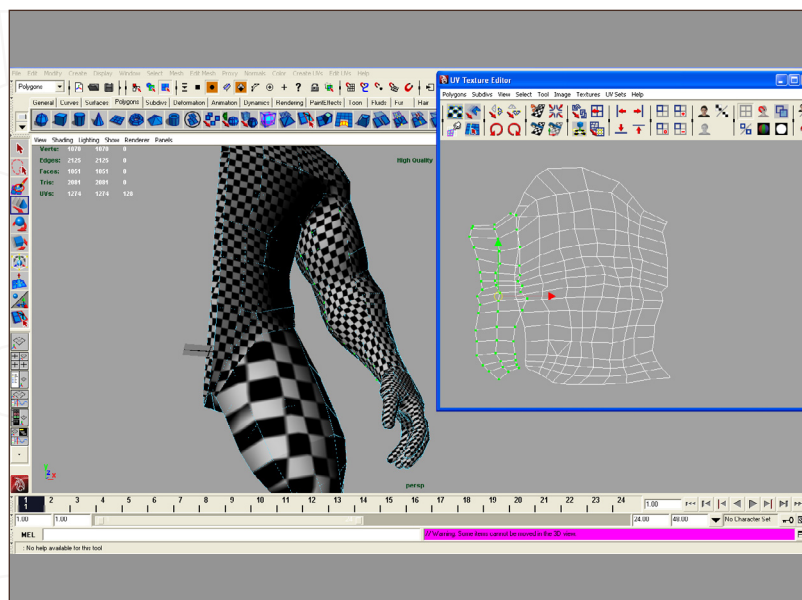 File Edit Modify Create Display Window Select Mesh Edit Mesh Proxy Normals Color Create UVs Edit UVs Help
Polygons
General Curves Surfaces Polygons Subdivs Deformation Animation Dynamics Rendering PaintEffects Toon Fluids Fur Hair
View Shading Lighting Show Renderer Panels
Verts: 1078 1078 0
Edges: 2125 2125 0
Faces: 1051 1051 0
Tris: 2081 2081 0
UVs: 1274 1274 128
High Quality
persp
UV Texture Editor
Polygons Subdivs View Select Tool Image Textures UV Sets Help
1 2 3 4 5 6 7 8 9 10 11 12 13 14 15 16 17 18 19 20 21 22 23 24
1
1.00
1.00 1.00 24.00 48.00 No Character Set
MEL // Warning: Some items cannot be moved in the 3D view.
: No help available for this tool